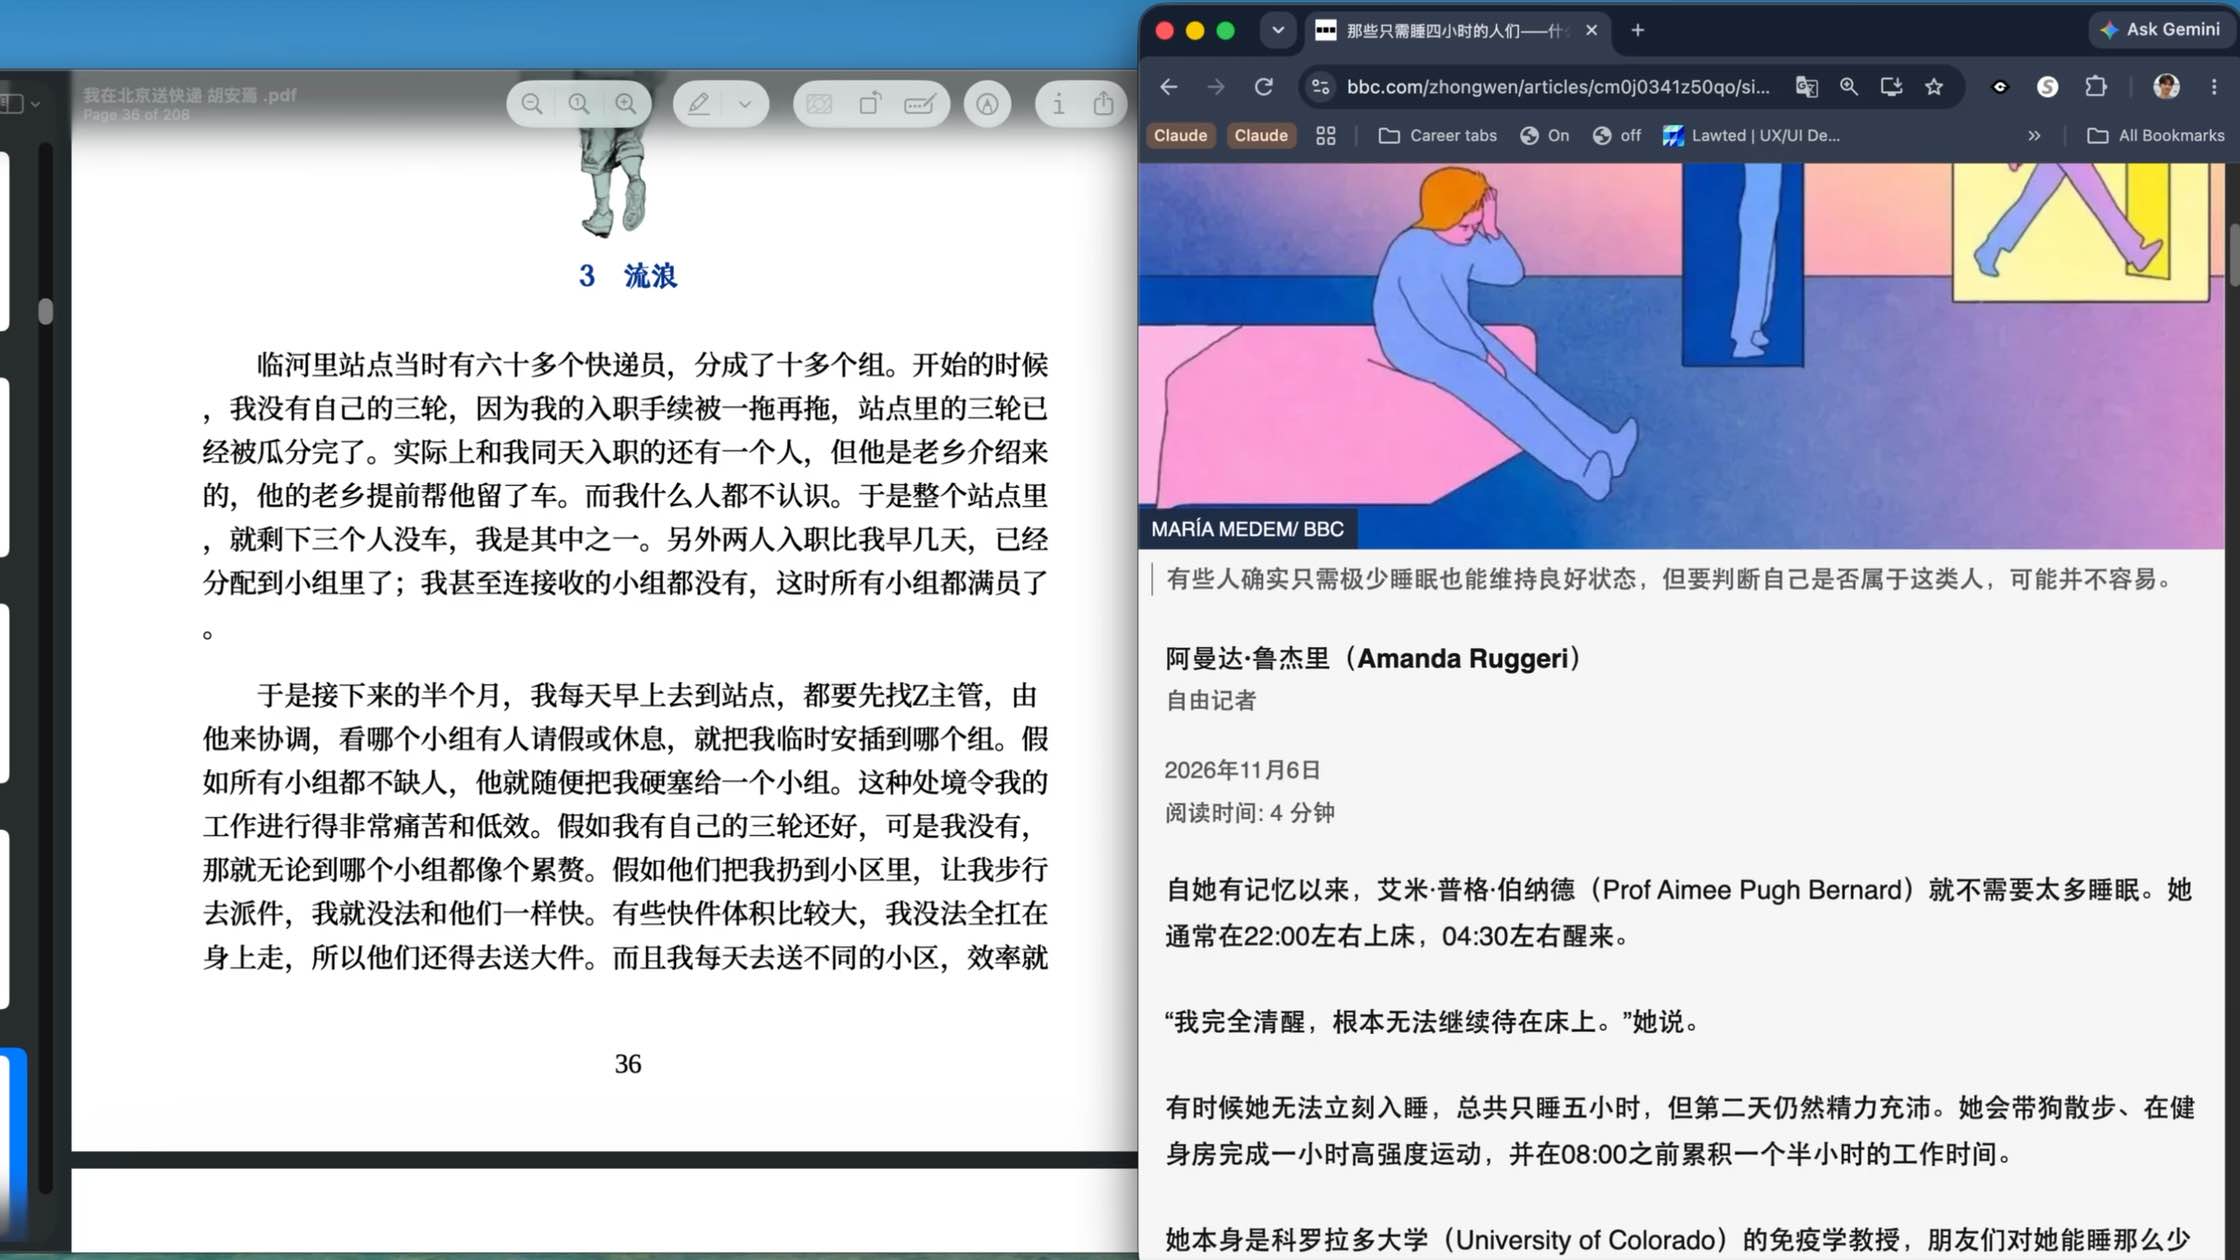 我在北京送快递 胡安焉 .pdf
Page 36 of 208
3 流浪
临河里站点当时有六十多个快递员，分成了十多个组。开始的时候
，我没有自己的三轮，因为我的入职手续被一拖再拖，站点里的三轮已
经被瓜分完了。实际上和我同天入职的还有一个人，但他是老乡介绍来
的，他的老乡提前帮他留了车。而我什么人都不认识。于是整个站点里
，就剩下三个人没车，我是其中之一。另外两人入职比我早几天，已经
分配到小组里了；我甚至连接收的小组都没有，这时所有小组都满员了
。
于是接下来的半个月，我每天早上去到站点，都要先找Z主管，由
他来协调，看哪个小组有人请假或休息，就把我临时安插到哪个组。假
如所有小组都不缺人，他就随便把我硬塞给一个小组。这种处境令我的
工作进行得非常痛苦和低效。假如我有自己的三轮还好，可是我没有，
那就无论到哪个小组都像个累赘。假如他们把我扔到小区里，让我步行
去派件，我就没法和他们一样快。有些快件体积比较大，我没法全扛在
身上走，所以他们还得去送大件。而且我每天去送不同的小区，效率就
36
那些只需睡四小时的人们——什
Ask Gemini
bbc.com/zhongwen/articles/cm0j0341z50qo/si...
Claude
Claude
Career tabs
On
off
Lawted | UX/UI De...
All Bookmarks
MARÍA MEDEM/ BBC
有些人确实只需极少睡眠也能维持良好状态，但要判断自己是否属于这类人，可能并不容易。
阿曼达·鲁杰里（Amanda Ruggeri）
自由记者
2026年11月6日
阅读时间: 4 分钟
自她有记忆以来，艾米·普格·伯纳德（Prof Aimee Pugh Bernard）就不需要太多睡眠。她
通常在22:00左右上床，04:30左右醒来。
“我完全清醒，根本无法继续待在床上。”她说。
有时候她无法立刻入睡，总共只睡五小时，但第二天仍然精力充沛。她会带狗散步、在健
身房完成一小时高强度运动，并在08:00之前累积一个半小时的工作时间。
她本身是科罗拉多大学（University of Colorado）的免疫学教授，朋友们对她能睡那么少